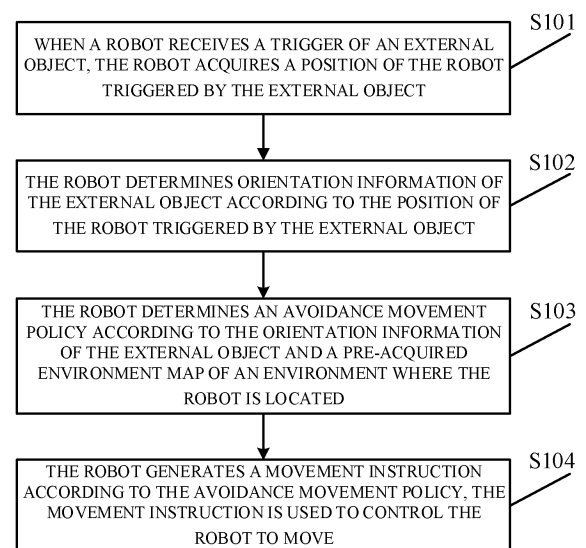 S101
WHEN A ROBOT RECEIVES A TRIGGER OF AN EXTERNAL
OBJECT, THE ROBOT ACQUIRES A POSITION OF THE ROBOT
TRIGGERED BY THE EXTERNAL OBJECT
S102
THE ROBOT DETERMINES ORIENTATION INFORMATION OF
THE EXTERNAL OBJECT ACCORDING TO THE POSITION OF
THE ROBOT TRIGGERED BY THE EXTERNAL OBJECT
S103
THE ROBOT DETERMINES AN AVOIDANCE MOVEMENT
POLICY ACCORDING TO THE ORIENTATION INFORMATION
OF THE EXTERNAL OBJECT AND A PRE-ACQUIRED
ENVIRONMENT MAP OF AN ENVIRONMENT WHERE THE
ROBOT IS LOCATED
S104
THE ROBOT GENERATES A MOVEMENT INSTRUCTION
ACCORDING TO THE AVOIDANCE MOVEMENT POLICY, THE
MOVEMENT INSTRUCTION IS USED TO CONTROL THE
ROBOT TO MOVE